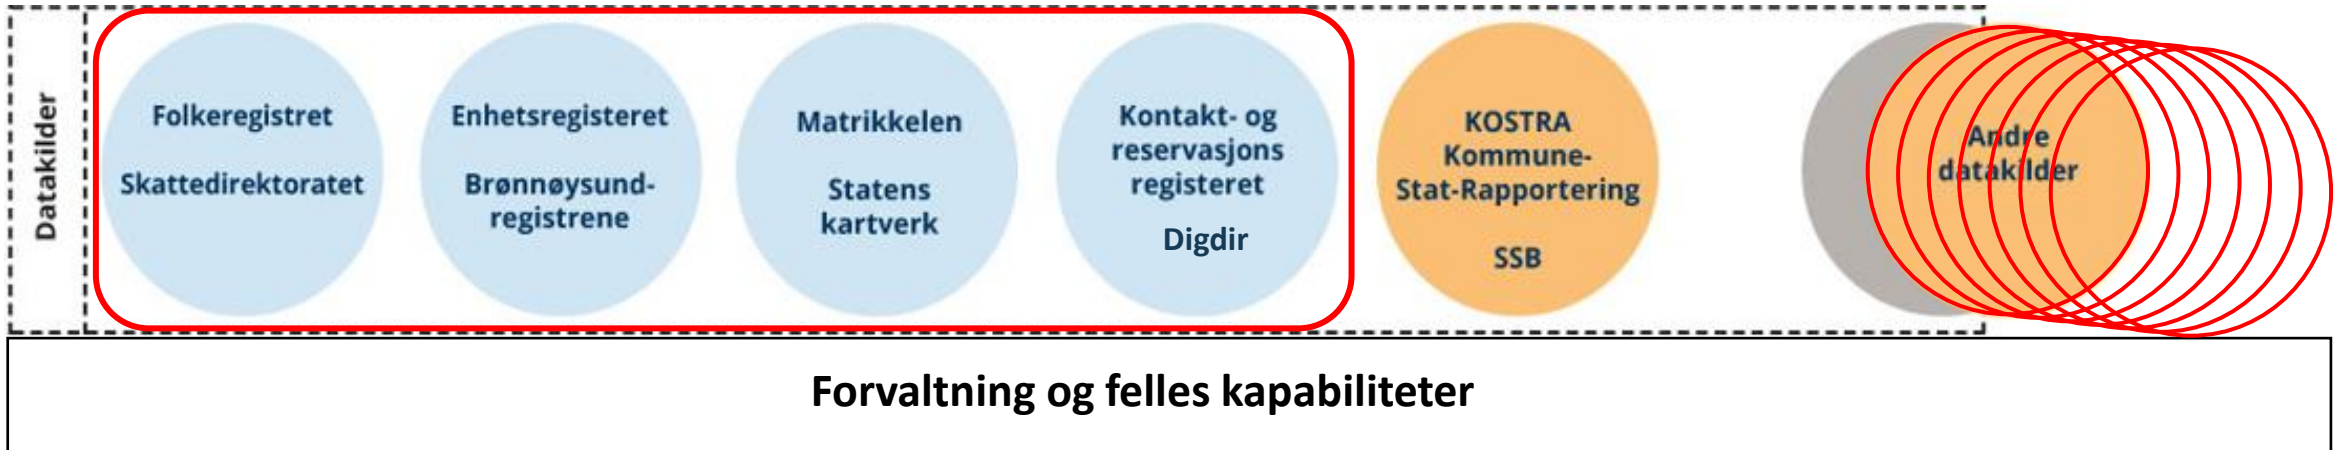 Datakilder
Folkeregistret
Skattedirektoratet
Enhetsregisteret
Brønnøysund-
registrene
Matrikkelen
Statens
kartverk
Kontakt- og
reservasjons
registeret
Digdir
KOSTRA
Kommune-
Stat-Rapportering
SSB
Andre
datakilder
Forvaltning og felles kapabiliteter